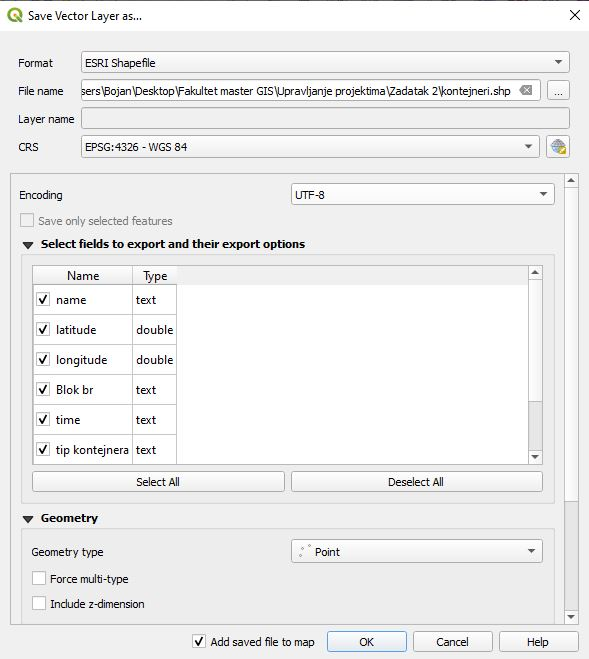 Save Vector Layer as...
Format ESRI Shapefile
File name sers\Bojan\Desktop\Fakultet master GIS\Upravljanje projektima\Zadatak 2\kontejneri.shp ...
Layer name
CRS EPSG:4326 - WGS 84
Encoding UTF-8
Save only selected features
Select fields to export and their export options
Name Type
name text
latitude double
longitude double
Blok br text
time text
tip kontejnera text
Select All Deselect All
Geometry
Geometry type Point
Force multi-type
Include z-dimension
Add saved file to map OK Cancel Help